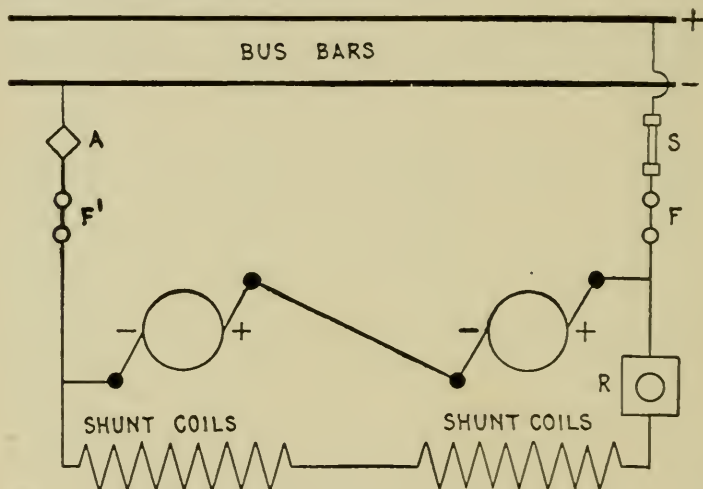 +
BUS BARS
-
A
S
F'
F
- +
- +
R
SHUNT COILS
SHUNT COILS